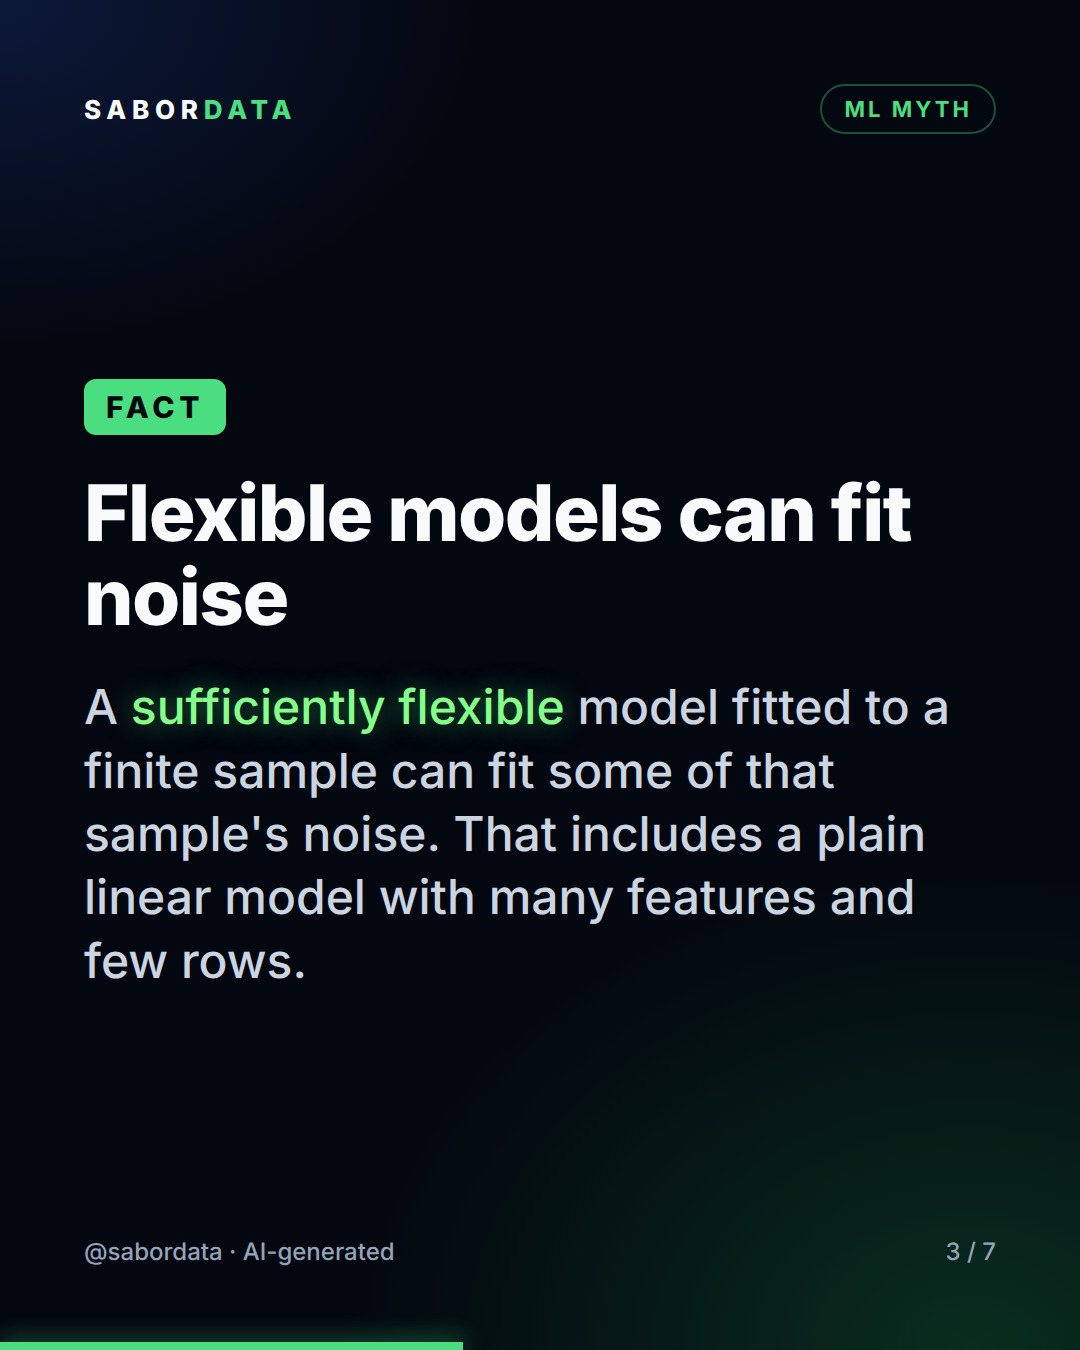 SABORDATA
ML MYTH
FACT
Flexible models can fit
noise
A sufficiently flexible model fitted to a
finite sample can fit some of that
sample's noise. That includes a plain
linear model with many features and
few rows.
@sabordata · AI-generated
3 / 7